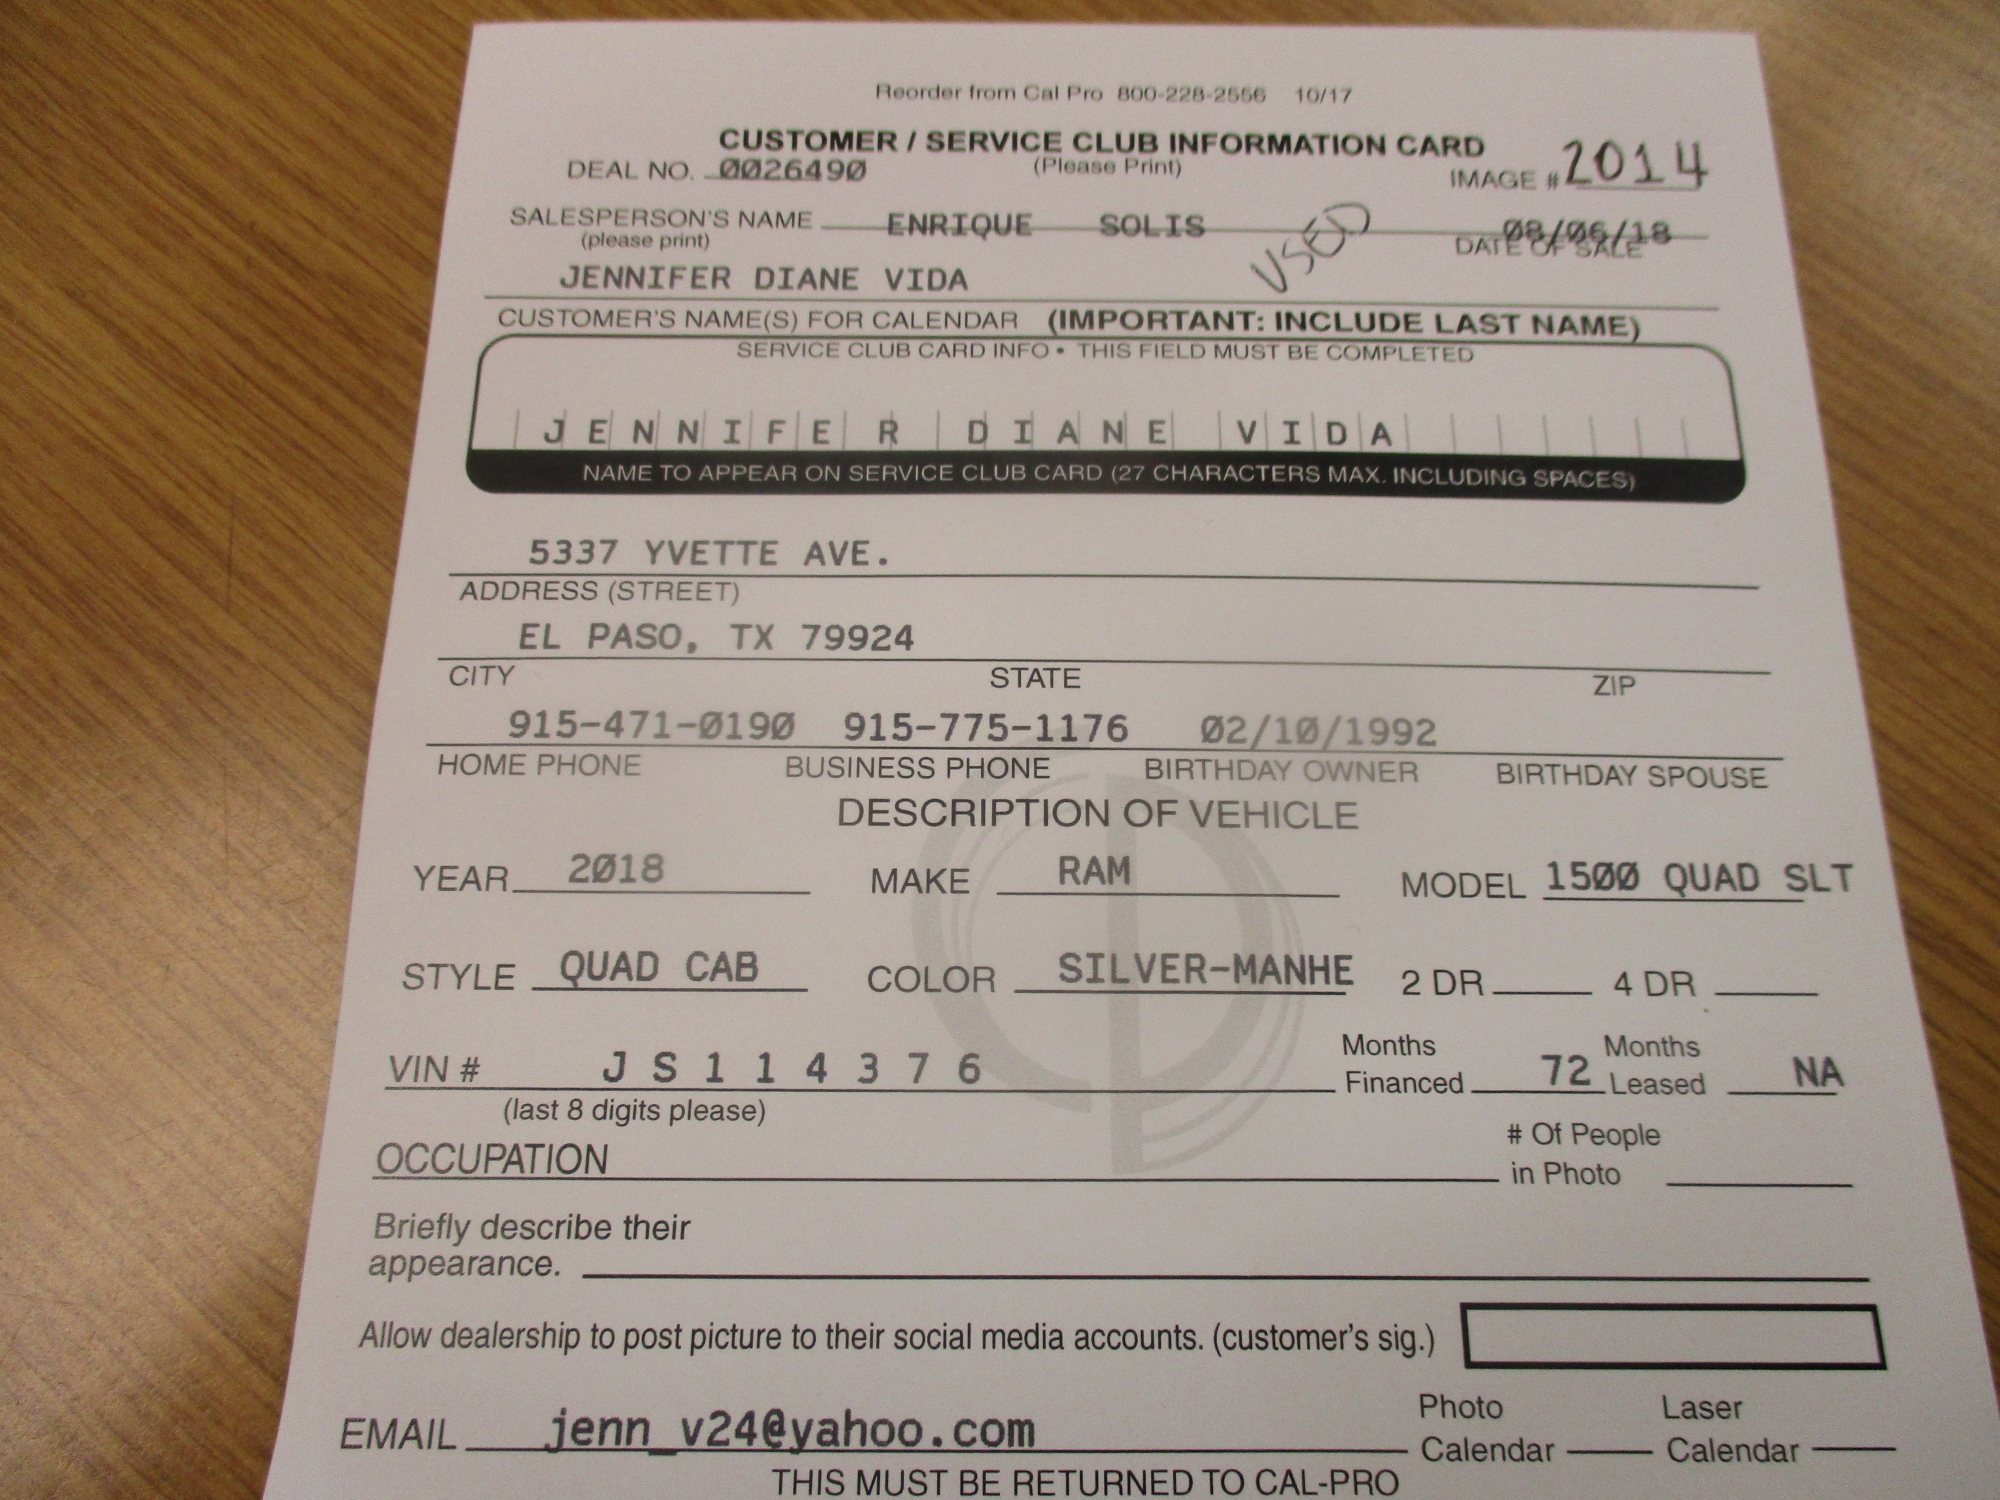 Reorder from Cal Pro 800-228-2556 10/17
CUSTOMER / SERVICE CLUB INFORMATION CARD
(Please Print)
DEAL NO. 0026490
IMAGE # 2014
SALESPERSON'S NAME ENRIQUE SOLIS
(please print)
USED
08/06/18
DATE OF SALE
JENNIFER DIANE VIDA
CUSTOMER'S NAME(S) FOR CALENDAR (IMPORTANT: INCLUDE LAST NAME)
SERVICE CLUB CARD INFO • THIS FIELD MUST BE COMPLETED
JENNIFER DIANE VIDA
NAME TO APPEAR ON SERVICE CLUB CARD (27 CHARACTERS MAX. INCLUDING SPACES)
5337 YVETTE AVE.
ADDRESS (STREET)
EL PASO, TX 79924
CITY STATE ZIP
915-471-0190 915-775-1176 02/10/1992
HOME PHONE BUSINESS PHONE BIRTHDAY OWNER BIRTHDAY SPOUSE
DESCRIPTION OF VEHICLE
YEAR 2018 MAKE RAM MODEL 1500 QUAD SLT
STYLE QUAD CAB COLOR SILVER-MANHE 2 DR 4 DR
VIN # JS114376 Months Financed 72 Months Leased NA
(last 8 digits please)
OCCUPATION # Of People in Photo
Briefly describe their
appearance.
Allow dealership to post picture to their social media accounts. (customer's sig.)
EMAIL jenn_v24@yahoo.com Photo Calendar Laser Calendar
THIS MUST BE RETURNED TO CAL-PRO